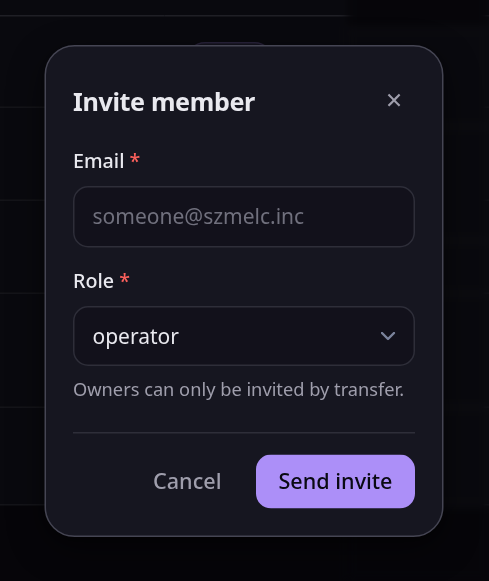 Invite member
Email *
someone@szmelc.inc
Role *
operator
Owners can only be invited by transfer.
Cancel
Send invite